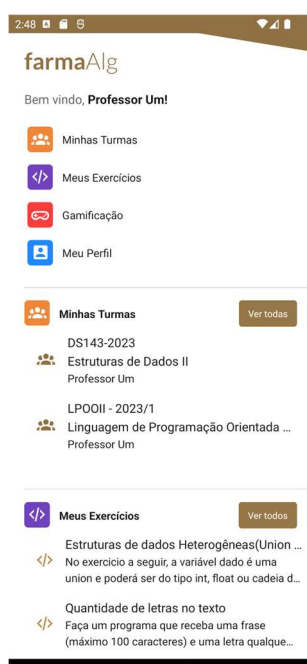 2:48
farmaAlg
Bem vindo, Professor Um!
Minhas Turmas
Meus Exercícios
Gamificação
Meu Perfil
Minhas Turmas
Ver todas
DS143-2023
Estruturas de Dados II
Professor Um
LPOOII - 2023/1
Linguagem de Programação Orientada ...
Professor Um
Meus Exercícios
Ver todos
Estruturas de dados Heterogêneas(Union ...
No exercicio a seguir, a variável dado é uma
union e poderá ser do tipo int, float ou cadeia d...
Quantidade de letras no texto
Faça um programa que receba uma frase
(máximo 100 caracteres) e uma letra qualque...